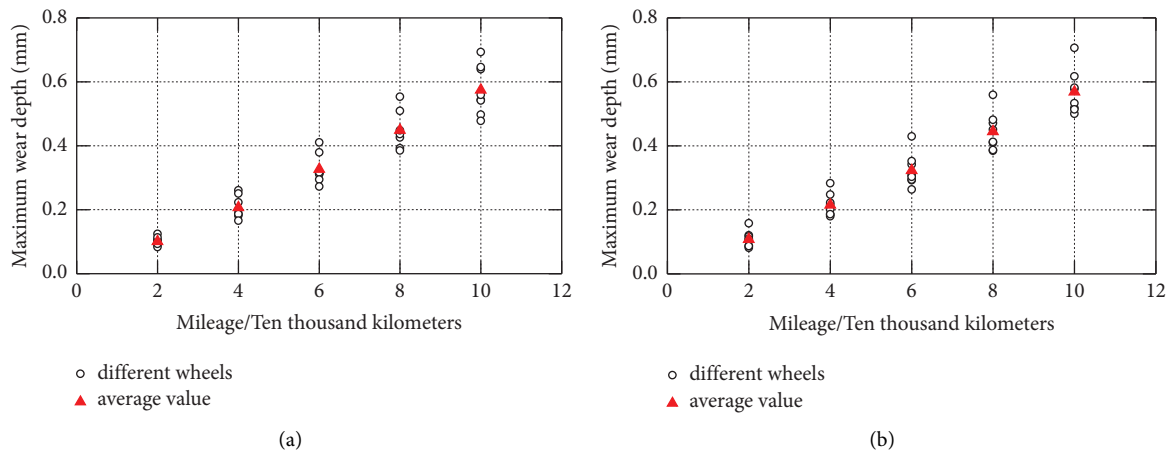 Maximum wear depth (mm)
0.8
0.6
0.4
0.2
0.0
0 2 4 6 8 10 12
Mileage/Ten thousand kilometers
different wheels
average value
(a)
Maximum wear depth (mm)
0.8
0.6
0.4
0.2
0.0
0 2 4 6 8 10 12
Mileage/Ten thousand kilometers
different wheels
average value
(b)